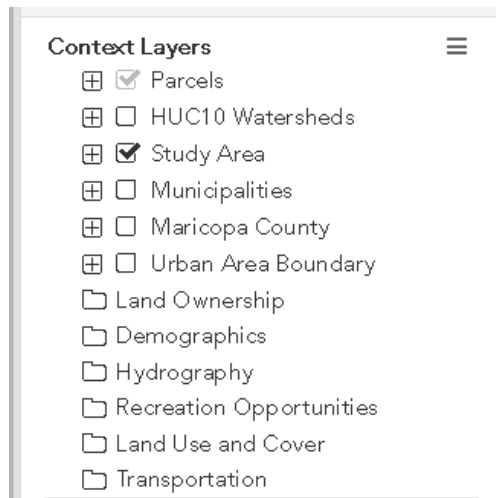 Context Layers
Parcels
HUC10 Watersheds
Study Area
Municipalities
Maricopa County
Urban Area Boundary
Land Ownership
Demographics
Hydrography
Recreation Opportunities
Land Use and Cover
Transportation